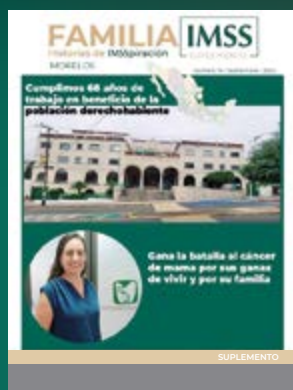 FAMILIA IMSS
Historias de IMSSpiración
MORELOS
Cumplimos 68 años de
trabajo en beneficio de la
población derechohabiente
Gana la batalla al cáncer
de mama por sus ganas
de vivir y por su familia
SUPLEMENTO